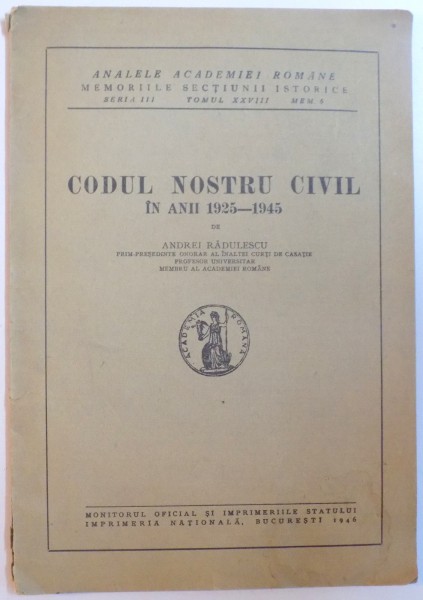 ANALELE ACADEMIEI ROMÂNE
MEMORIILE SECȚIUNII ISTORICE
SERIA III TOMUL XXVIII MEM.
CODUL NOSTRU CIVIL
ÎN ANII 1925—1945
DE
ANDREI RĂDULESCU
PRIM-PREȘEDINTE ONORAR AL ÎNALTEI CURȚI DE CASAȚIE
PROFESOR UNIVERSITAR
MEMBRU AL ACADEMIEI ROMÂNE
ACADEMIA ROMANA
MONITORUL OFICIAL ȘI IMPRIMERIILE STATULUI
IMPRIMERIA NAȚIONALĂ, BUCUREȘTI 1946